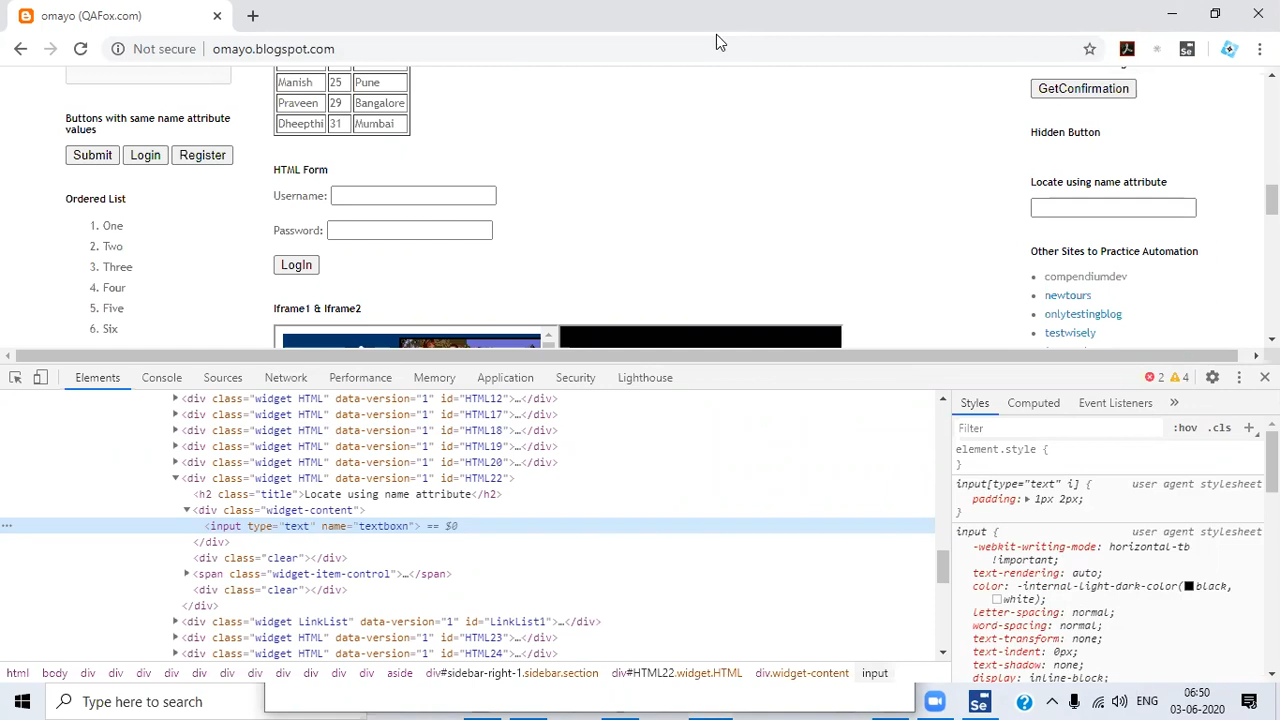 omayo (QAFox.com)
Not secure
omayo.blogspot.com
Manish 25 Pune
Praveen 29 Bangalore
Dheepthi 31 Mumbai
Buttons with same name attribute
values
Submit Login Register
Ordered List
1. One
2. Two
3. Three
4. Four
5. Five
6. Six
HTML Form
Username:
Password:
LogIn
Iframe1 & Iframe2
GetConfirmation
Hidden Button
Locate using name attribute
Other Sites to Practice Automation
compendiumdev
newtours
onlytestingblog
testwisely
Elements Console Sources Network Performance Memory Application Security Lighthouse 2 4
<div class="widget HTML" data-version="1" id="HTML12">…</div>
<div class="widget HTML" data-version="1" id="HTML17">…</div>
<div class="widget HTML" data-version="1" id="HTML18">…</div>
<div class="widget HTML" data-version="1" id="HTML19">…</div>
<div class="widget HTML" data-version="1" id="HTML20">…</div>
<div class="widget HTML" data-version="1" id="HTML22">
<h2 class="title">Locate using name attribute</h2>
<div class="widget-content">
<input type="text" name="textboxn"> == $0
</div>
<div class="clear"></div>
<span class="widget-item-control">…</span>
<div class="clear"></div>
</div>
<div class="widget LinkList" data-version="1" id="LinkList1">…</div>
<div class="widget HTML" data-version="1" id="HTML23">…</div>
<div class="widget HTML" data-version="1" id="HTML24">…</div>
Styles Computed Event Listeners »
Filter :hov .cls +
element.style {
}
input[type="text" i] { user agent stylesheet
padding: 1px 2px;
}
input { user agent stylesheet
-webkit-writing-mode: horizontal-tb
!important;
text-rendering: auto;
color: -internal-light-dark-color(black,
white);
letter-spacing: normal;
word-spacing: normal;
text-transform: none;
text-indent: 0px;
text-shadow: none;
display: inline-block;
html body div div div div div div div div aside div#sidebar-right-1.sidebar.section div#HTML22.widget.HTML div.widget-content input
Type here to search
Se
ENG
06:50
03-06-2020